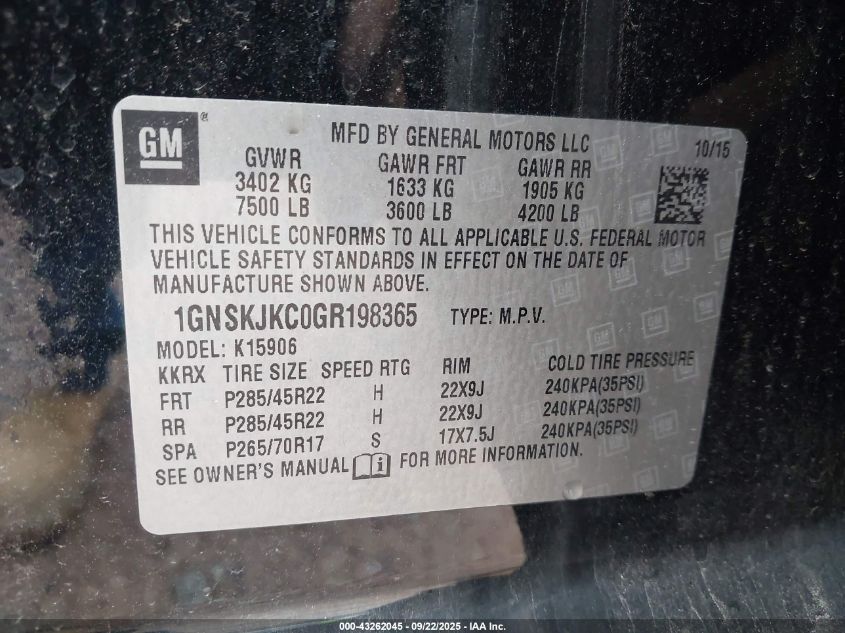 GM ®
MFD BY GENERAL MOTORS LLC 10/15
GVWR GAWR FRT GAWR RR
3402 KG 1633 KG 1905 KG
7500 LB 3600 LB 4200 LB
THIS VEHICLE CONFORMS TO ALL APPLICABLE U.S. FEDERAL MOTOR
VEHICLE SAFETY STANDARDS IN EFFECT ON THE DATE OF
MANUFACTURE SHOWN ABOVE.
1GNSKJKC0GR198365 TYPE: M.P.V.
MODEL: K15906
KKRX TIRE SIZE SPEED RTG RIM COLD TIRE PRESSURE
FRT P285/45R22 H 22X9J 240KPA(35PSI)
RR P285/45R22 H 22X9J 240KPA(35PSI)
SPA P265/70R17 S 17X7.5J 240KPA(35PSI)
SEE OWNER'S MANUAL i FOR MORE INFORMATION.
000-43262045 - 09/22/2025 - IAA Inc.